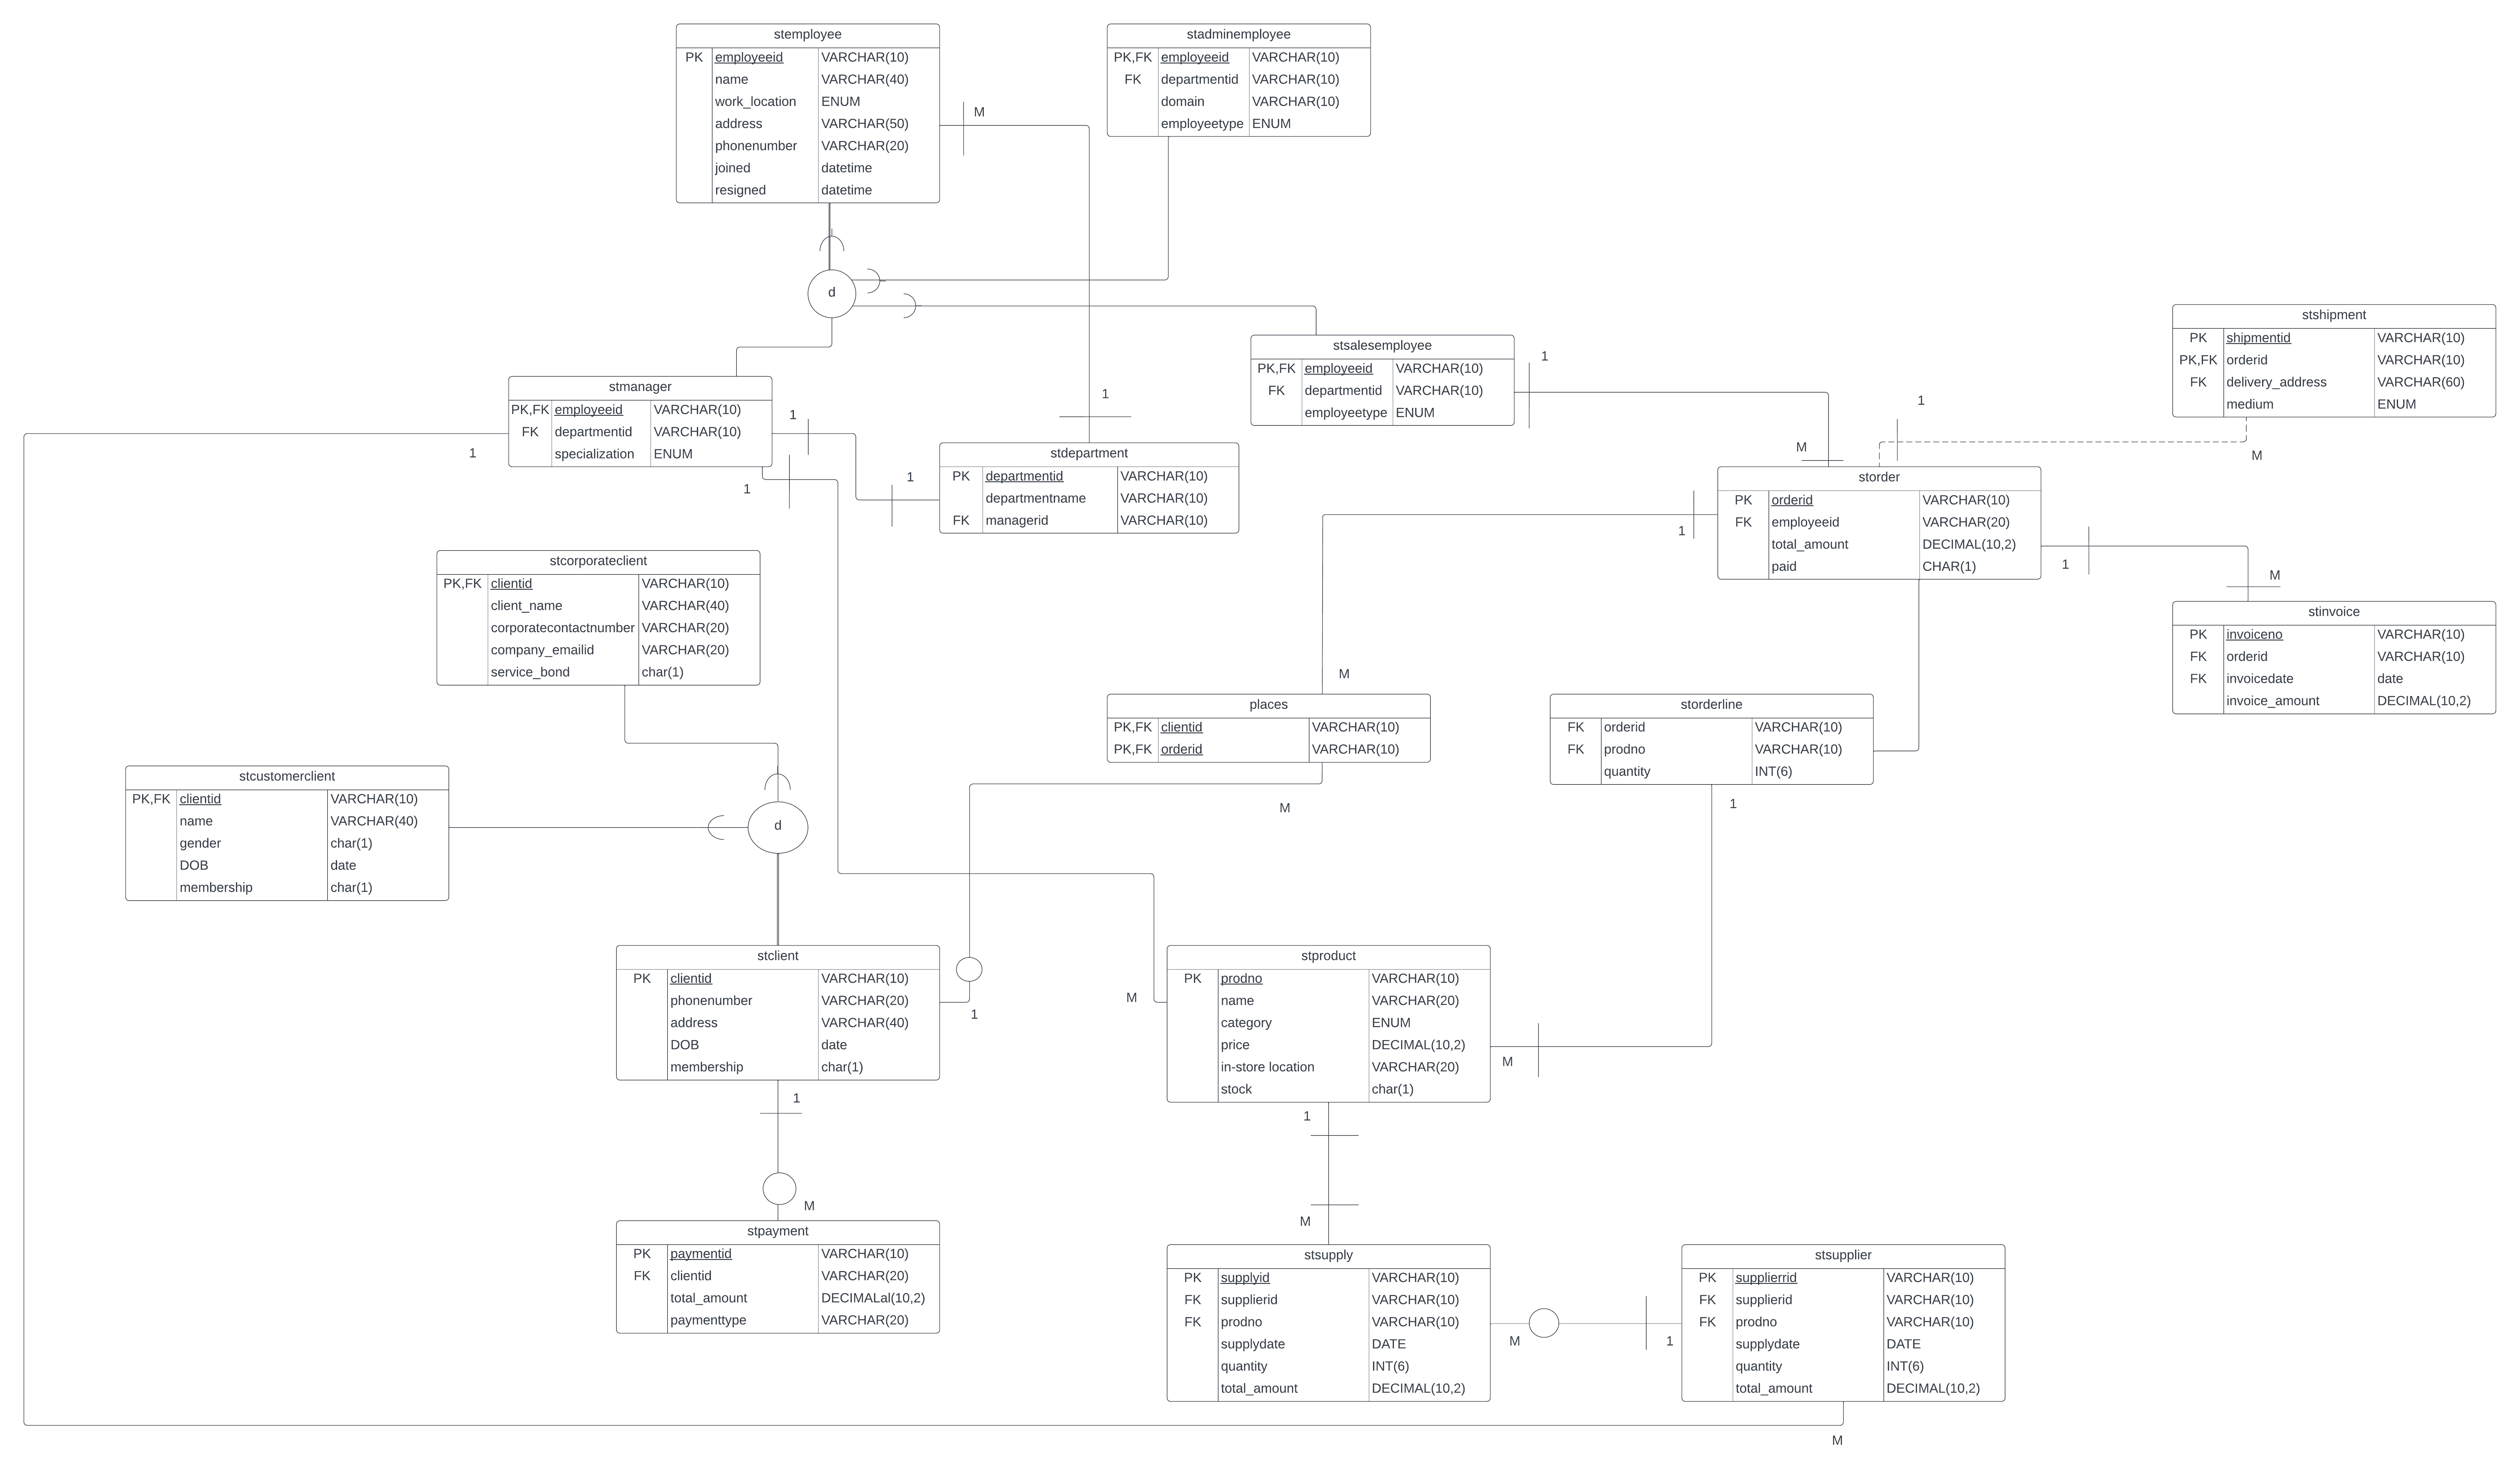 stemployee
PK employeeid VARCHAR(10)
name VARCHAR(40)
work_location ENUM
address VARCHAR(50)
phonenumber VARCHAR(20)
joined datetime
resigned datetime
stadminemployee
PK,FK employeeid VARCHAR(10)
FK departmentid VARCHAR(10)
domain VARCHAR(10)
employeetype ENUM
M
d
stsalesemployee
PK,FK employeeid VARCHAR(10)
FK departmentid VARCHAR(10)
employeetype ENUM
1
stshipment
PK shipmentid VARCHAR(10)
PK,FK orderid VARCHAR(10)
FK delivery_address VARCHAR(60)
medium ENUM
1
M
M
stmanager
PK,FK employeeid VARCHAR(10)
FK departmentid VARCHAR(10)
specialization ENUM
1
1
1
1
1
stdepartment
PK departmentid VARCHAR(10)
departmentname VARCHAR(10)
FK managerid VARCHAR(10)
storder
PK orderid VARCHAR(10)
FK employeeid VARCHAR(20)
total_amount DECIMAL(10,2)
paid CHAR(1)
1
1
M
stcorporateclient
PK,FK clientid VARCHAR(10)
client_name VARCHAR(40)
corporatecontactnumber VARCHAR(20)
company_emailid VARCHAR(20)
service_bond char(1)
stinvoice
PK invoiceno VARCHAR(10)
FK orderid VARCHAR(10)
FK invoicedate date
invoice_amount DECIMAL(10,2)
M
places
PK,FK clientid VARCHAR(10)
PK,FK orderid VARCHAR(10)
M
storderline
FK orderid VARCHAR(10)
FK prodno VARCHAR(10)
quantity INT(6)
1
stcustomerclient
PK,FK clientid VARCHAR(10)
name VARCHAR(40)
gender char(1)
DOB date
membership char(1)
d
stclient
PK clientid VARCHAR(10)
phonenumber VARCHAR(20)
address VARCHAR(40)
DOB date
membership char(1)
1
M
stproduct
PK prodno VARCHAR(10)
name VARCHAR(20)
category ENUM
price DECIMAL(10,2)
in-store location VARCHAR(20)
stock char(1)
M
1
1
M
M
stpayment
PK paymentid VARCHAR(10)
FK clientid VARCHAR(20)
total_amount DECIMALal(10,2)
paymenttype VARCHAR(20)
stsupply
PK supplyid VARCHAR(10)
FK supplierid VARCHAR(10)
FK prodno VARCHAR(10)
supplydate DATE
quantity INT(6)
total_amount DECIMAL(10,2)
M
1
stsupplier
PK supplierrid VARCHAR(10)
FK supplierid VARCHAR(10)
FK prodno VARCHAR(10)
supplydate DATE
quantity INT(6)
total_amount DECIMAL(10,2)
M